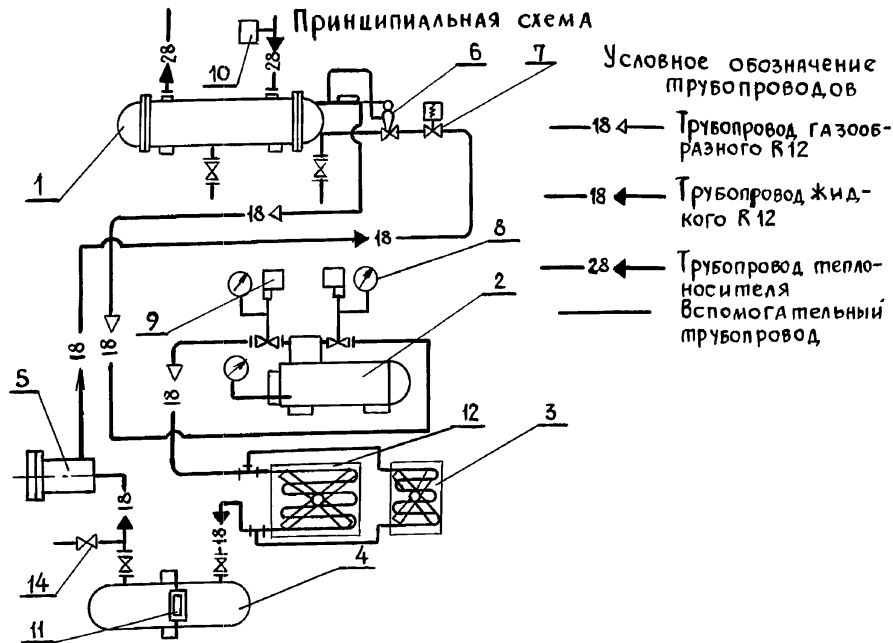 Принципиальная схема
Условное обозначение
трубопроводов
18 Трубопровод газооб-
разного R12
18 Трубопровод жид-
кого R12
28 Трубопровод тепло-
носителя
Вспомогательный
трубопровод
28
10
28
6
7
1
18
18
8
9
2
18
18
18
5
12
3
18
18
14
4
11